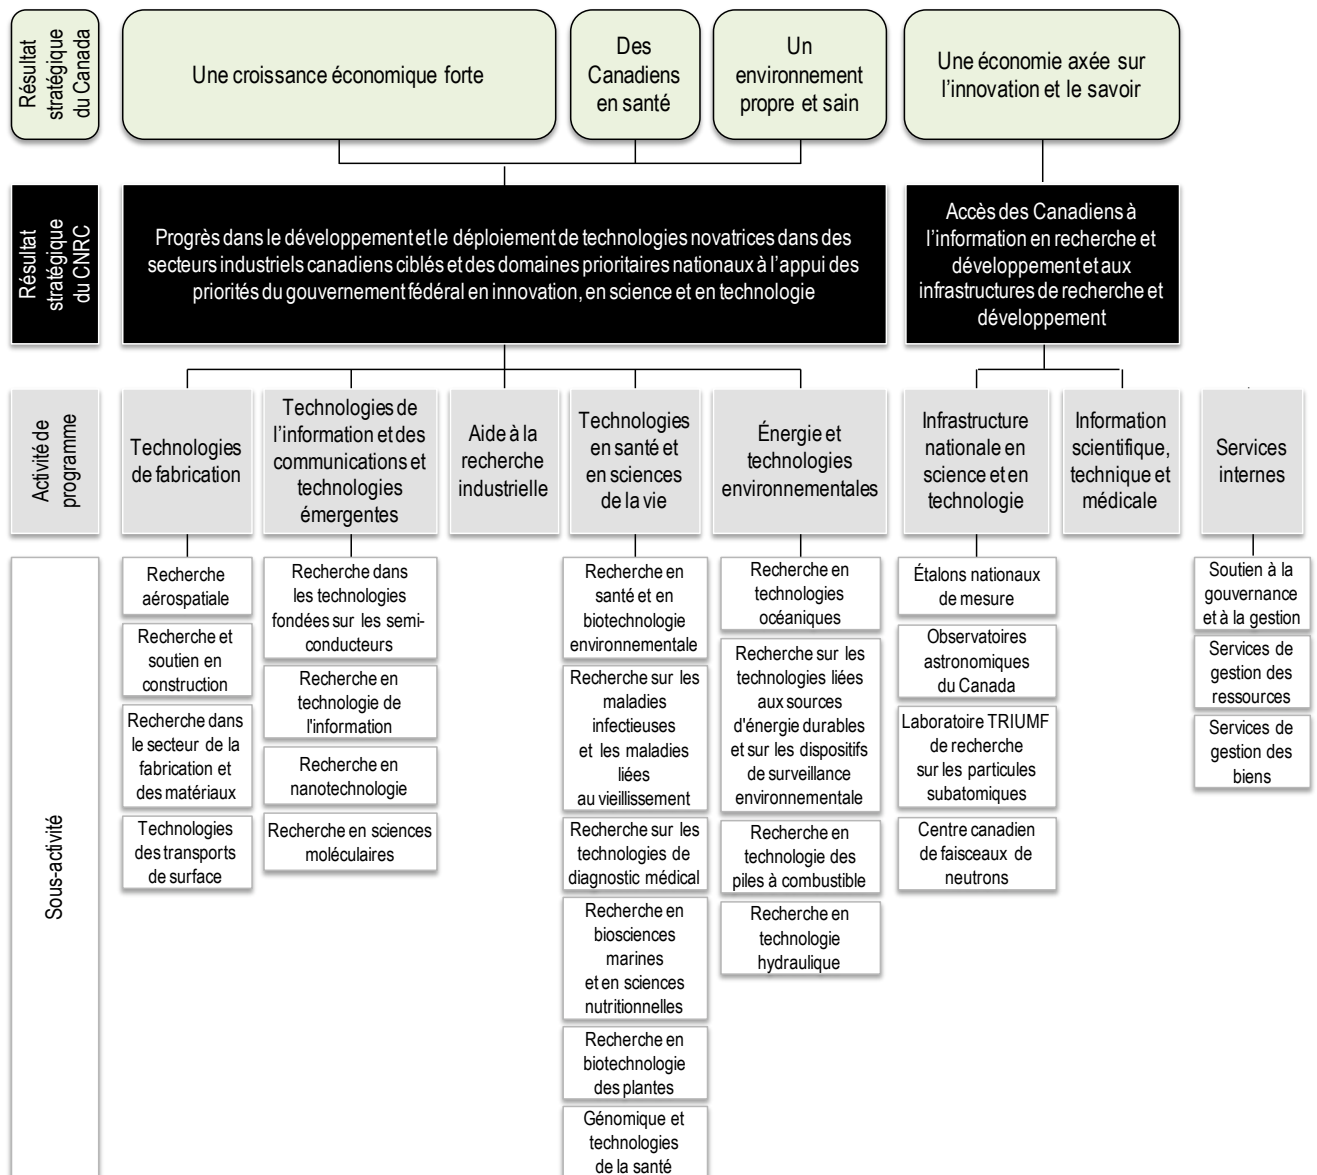 Résultat
stratégique
du Canada
Une croissance économique forte
Des
Canadiens
en santé
Un
environnement
propre et sain
Une économie axée sur
l'innovation et le savoir
Résultat
stratégique
du CNRC
Progrès dans le développement et le déploiement de technologies novatrices dans des
secteurs industriels canadiens ciblés et des domaines prioritaires nationaux à l'appui des
priorités du gouvernement fédéral en innovation, en science et en technologie
Accès des Canadiens à
l'information en recherche et
développement et aux
infrastructures de recherche et
développement
Activité de
programme
Technologies
de fabrication
Technologies de
l'information et des
communications et
technologies
émergentes
Aide à la
recherche
industrielle
Technologies
en santé et
en sciences
de la vie
Énergie et
technologies
environnementales
Infrastructure
nationale en
science et en
technologie
Information
scientifique,
technique et
médicale
Services
internes
Sous-activité
Recherche
aérospatiale
Recherche et
soutien en
construction
Recherche dans
le secteur de la
fabrication et
des matériaux
Technologies
des transports
de surface
Recherche dans
les technologies
fondées sur les semi-
conducteurs
Recherche en
technologie de
l'information
Recherche en
nanotechnologie
Recherche en sciences
moléculaires
Recherche en
santé et en
biotechnologie
environnementale
Recherche sur les
maladies
infectieuses
et les maladies
liées
au vieillissement
Recherche sur les
technologies de
diagnostic médical
Recherche en
biosciences
marines
et en sciences
nutritionnelles
Recherche en
biotechnologie
des plantes
Génomique et
technologies
de la santé
Recherche en
technologies
océaniques
Recherche sur les
technologies liées
aux sources
d'énergie durables
et sur les dispositifs
de surveillance
environnementale
Recherche en
technologie des
piles à combustible
Recherche en
technologie
hydraulique
Étalons nationaux
de mesure
Observatoires
astronomiques
du Canada
Laboratoire TRIUMF
de recherche
sur les particules
subatomiques
Centre canadien
de faisceaux de
neutrons
Soutien à la
gouvernance
et à la gestion
Services de
gestion des
ressources
Services de
gestion des
biens